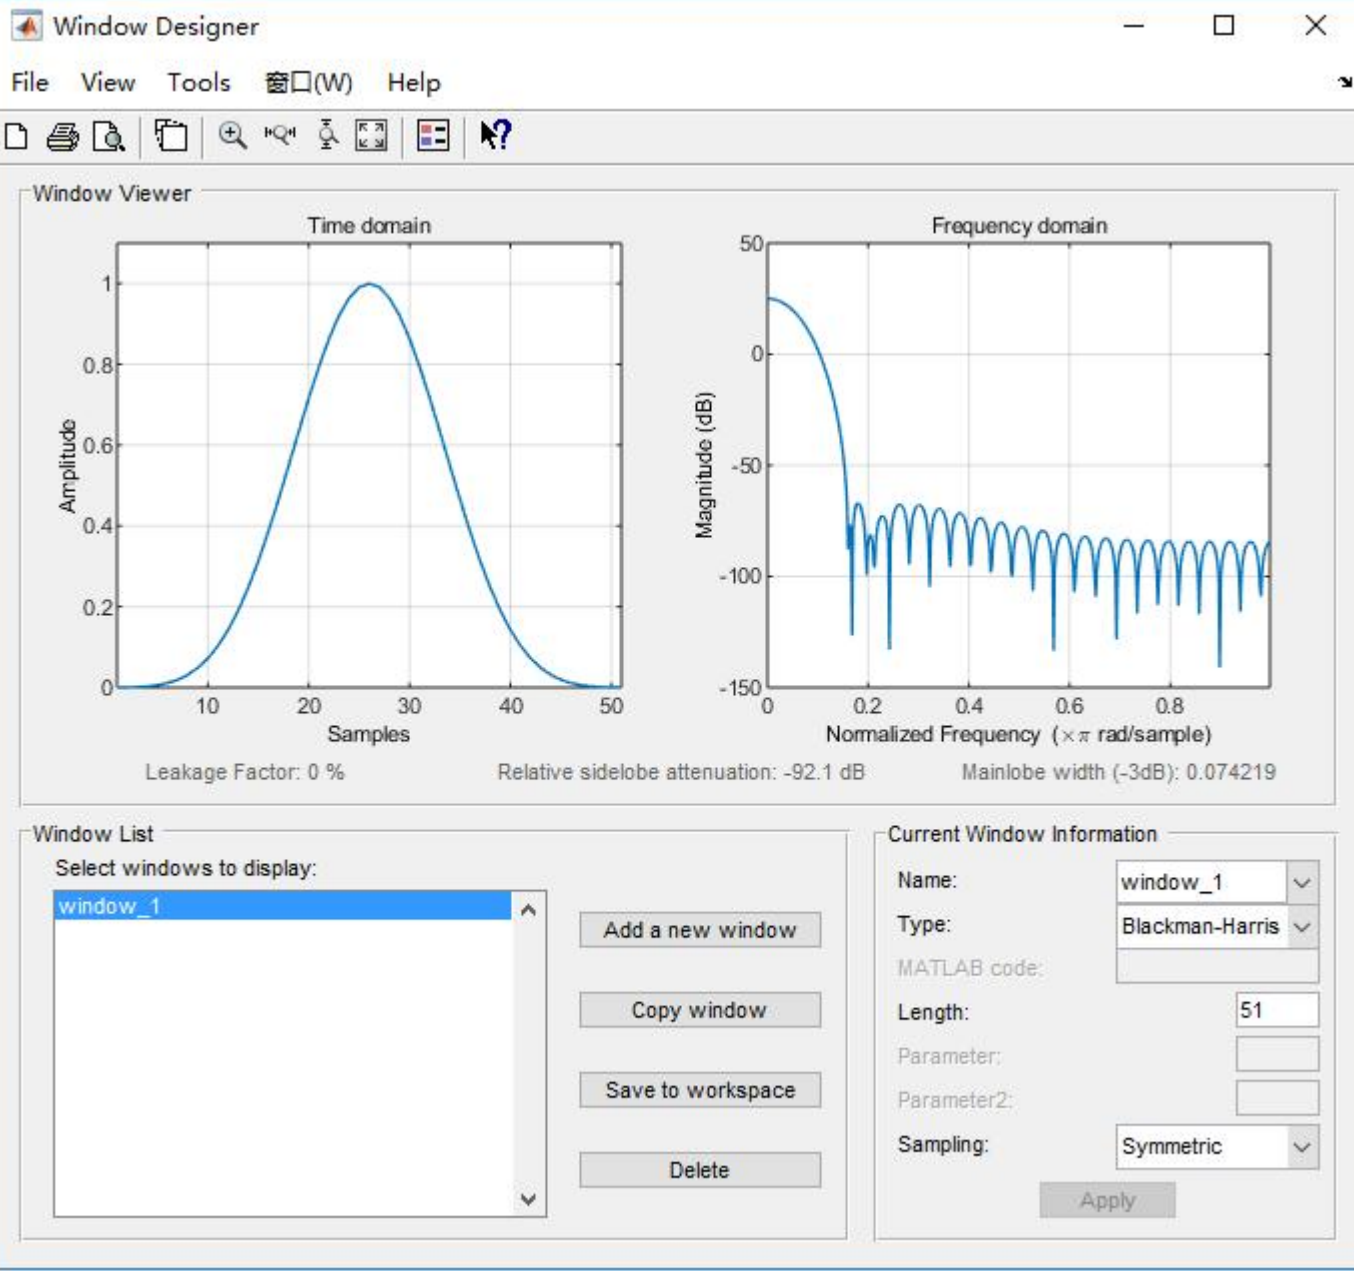 Window Designer
File View Tools 窗口(W) Help
Window Viewer
Time domain
Frequency domain
1
0.8
0.6
0.4
0.2
0
Amplitude
10 20 30 40 50
Samples
50
0
-50
-100
-150
Magnitude (dB)
0 0.2 0.4 0.6 0.8
Normalized Frequency (×π rad/sample)
Leakage Factor: 0 % Relative sidelobe attenuation: -92.1 dB Mainlobe width (-3dB): 0.074219
Window List
Select windows to display:
window_1
Add a new window
Copy window
Save to workspace
Delete
Current Window Information
Name: window_1
Type: Blackman-Harris
MATLAB code:
Length: 51
Parameter:
Parameter2:
Sampling: Symmetric
Apply